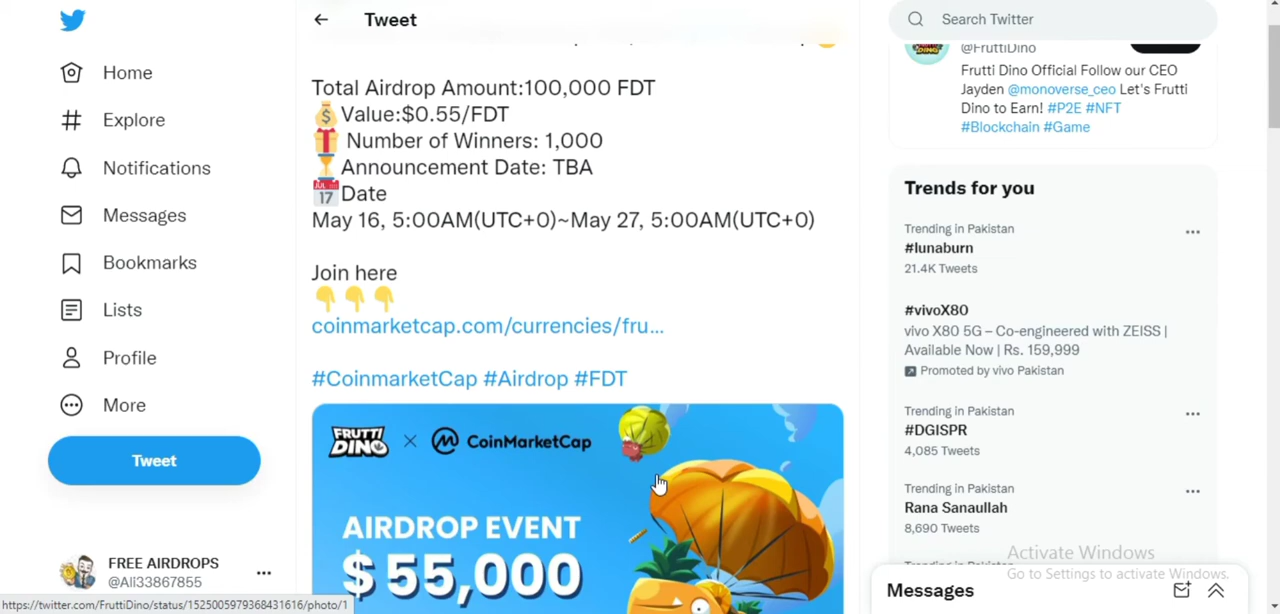 Home
Explore
Notifications
Messages
Bookmarks
Lists
Profile
More
Tweet
FREE AIRDROPS
@Ali33867855
https://twitter.com/FruttiDino/status/1525005979368431616/photo/1
Tweet
Total Airdrop Amount:100,000 FDT
Value:$0.55/FDT
Number of Winners: 1,000
Announcement Date: TBA
JUL 17 Date
May 16, 5:00AM(UTC+0)~May 27, 5:00AM(UTC+0)
Join here
coinmarketcap.com/currencies/fru...
#CoinmarketCap #Airdrop #FDT
FRUTTI DINO × CoinMarketCap
AIRDROP EVENT
$55,000
Search Twitter
@FruttiDino
Frutti Dino Official Follow our CEO
Jayden @monoverse_ceo Let's Frutti
Dino to Earn! #P2E #NFT
#Blockchain #Game
Trends for you
Trending in Pakistan
#lunaburn
21.4K Tweets
#vivoX80
vivo X80 5G – Co-engineered with ZEISS |
Available Now | Rs. 159,999
Promoted by vivo Pakistan
Trending in Pakistan
#DGISPR
4,085 Tweets
Trending in Pakistan
Rana Sanaullah
8,690 Tweets
Activate Windows
Go to Settings to activate Windows.
Messages